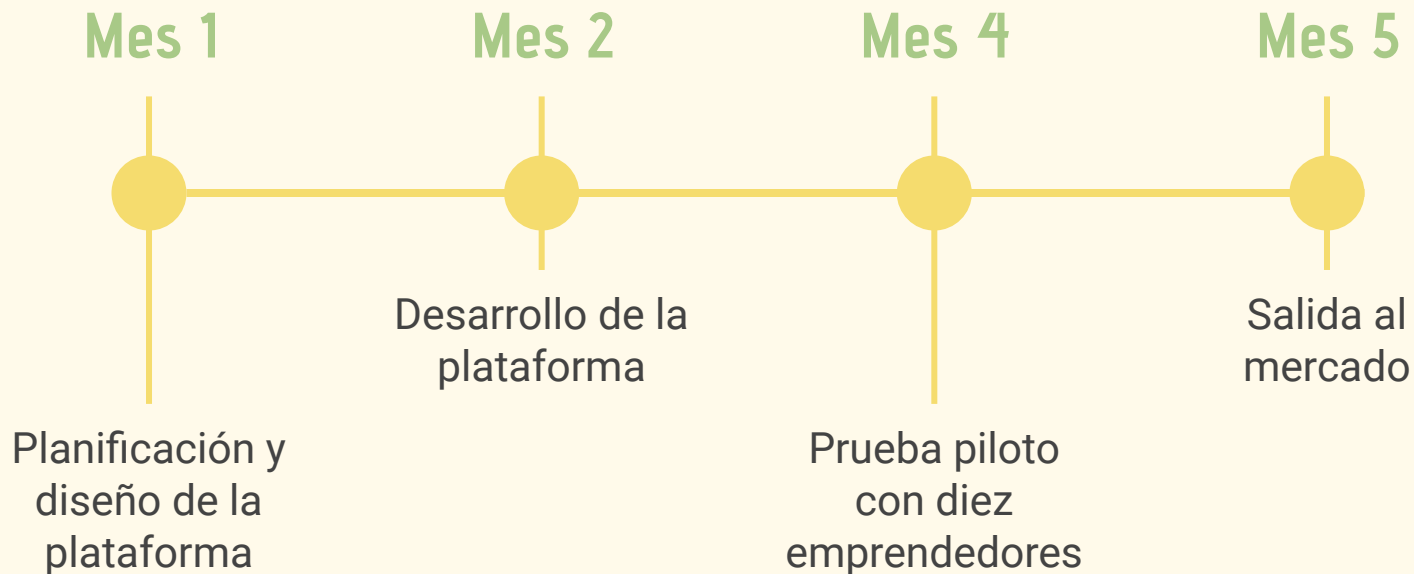 Mes 1
Mes 2
Mes 4
Mes 5
Planificación y
diseño de la
plataforma
Desarrollo de la
plataforma
Prueba piloto
con diez
emprendedores
Salida al
mercado